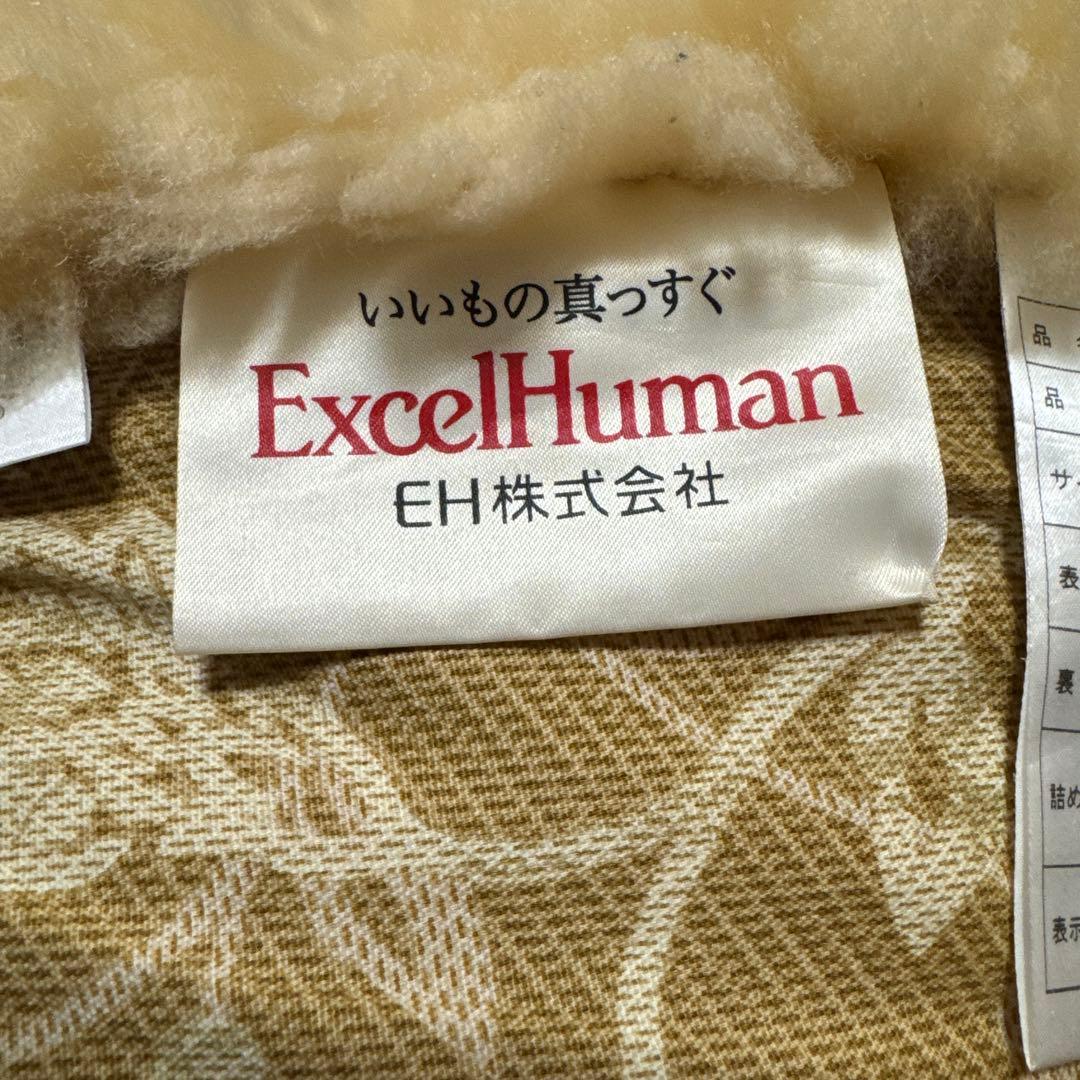 いいもの真っすぐ
ExcelHuman
EH株式会社
品
品
サ
表
裏
詰め
表示